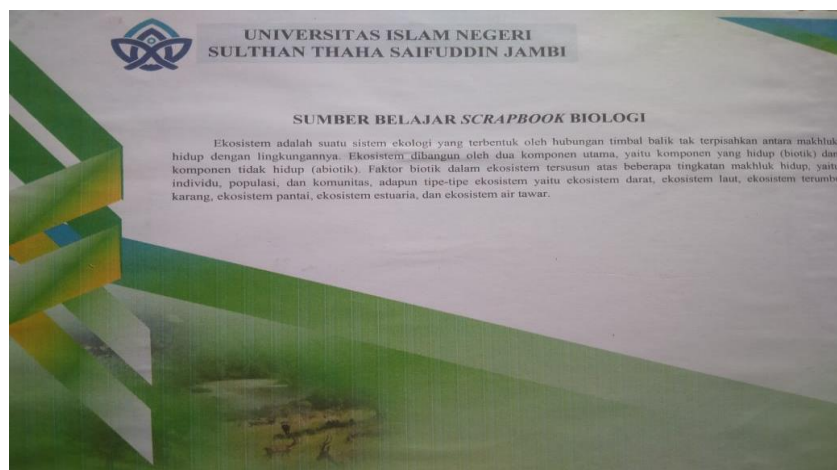 UNIVERSITAS ISLAM NEGERI
SULTHAN THAHA SAIFUDDIN JAMBI
SUMBER BELAJAR SCRAPBOOK BIOLOGI
Ekosistem adalah suatu sistem ekologi yang terbentuk oleh hubungan timbal balik tak terpisahkan antara makhluk
hidup dengan lingkungannya. Ekosistem dibangun oleh dua komponen utama, yaitu komponen yang hidup (biotik) dan
komponen tidak hidup (abiotik). Faktor biotik dalam ekosistem tersusun atas beberapa tingkatan makhluk hidup, yaitu
individu, populasi, dan komunitas, adapun tipe-tipe ekosistem yaitu ekosistem darat, ekosistem laut, ekosistem terumbu
karang, ekosistem pantai, ekosistem estuaria, dan ekosistem air tawar.